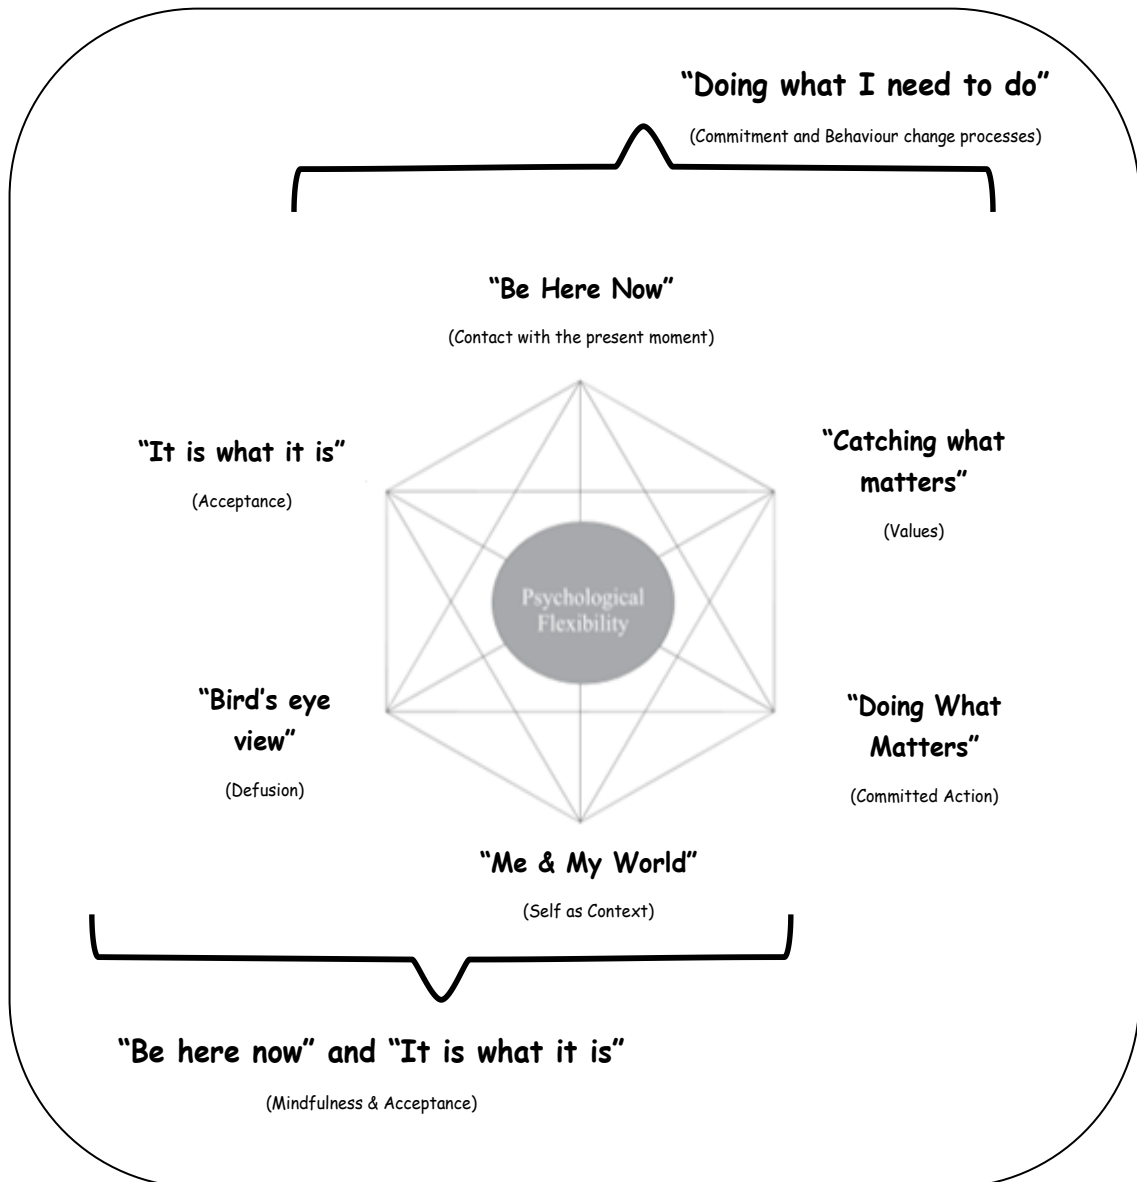 “Doing what I need to do”
(Commitment and Behaviour change processes)
“Be Here Now”
(Contact with the present moment)
“It is what it is”
(Acceptance)
“Catching what
matters”
(Values)
Psychological
Flexibility
“Bird’s eye
view”
(Defusion)
“Doing What
Matters”
(Committed Action)
“Me & My World”
(Self as Context)
“Be here now” and “It is what it is”
(Mindfulness & Acceptance)